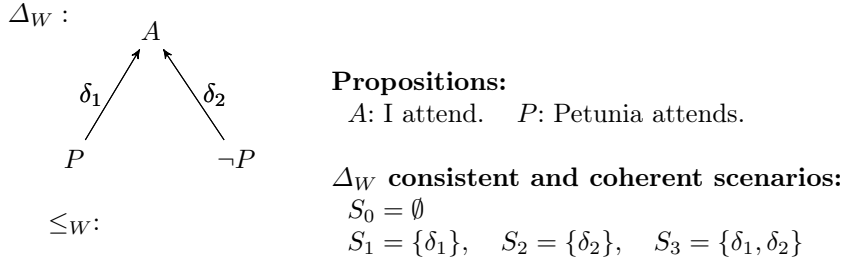 Δ_W :
A
δ₁ δ₂
P ¬P
≤_W:
Propositions:
A: I attend. P: Petunia attends.
Δ_W consistent and coherent scenarios:
S₀ = ∅
S₁ = {δ₁}, S₂ = {δ₂}, S₃ = {δ₁, δ₂}